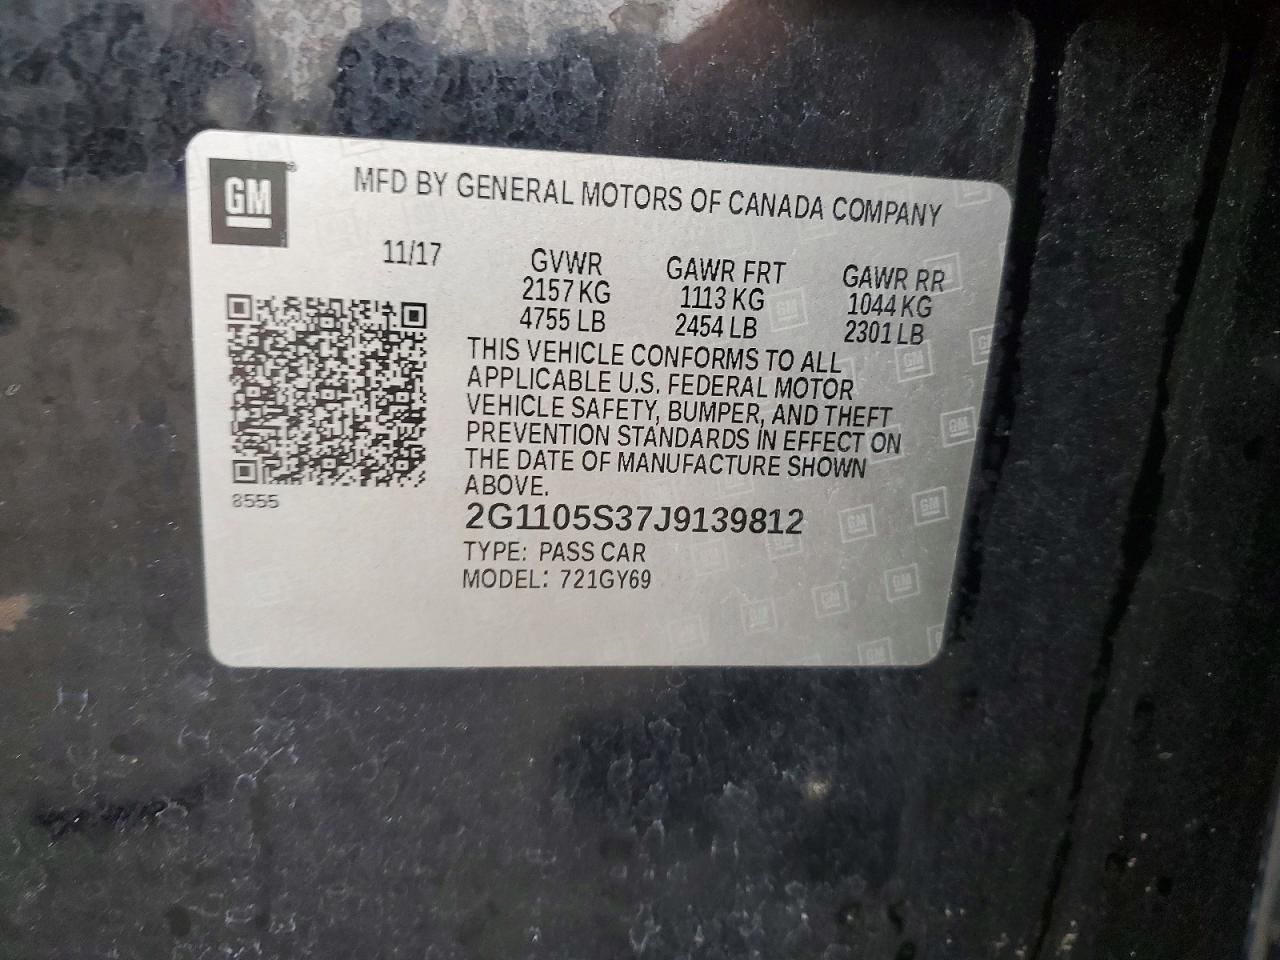 GM
MFD BY GENERAL MOTORS OF CANADA COMPANY
11/17
GVWR GAWR FRT GAWR RR
2157 KG 1113 KG 1044 KG
4755 LB 2454 LB 2301 LB
THIS VEHICLE CONFORMS TO ALL
APPLICABLE U.S. FEDERAL MOTOR
VEHICLE SAFETY, BUMPER, AND THEFT
PREVENTION STANDARDS IN EFFECT ON
THE DATE OF MANUFACTURE SHOWN
ABOVE.
8555
2G1105S37J9139812
TYPE: PASS CAR
MODEL: 721GY69